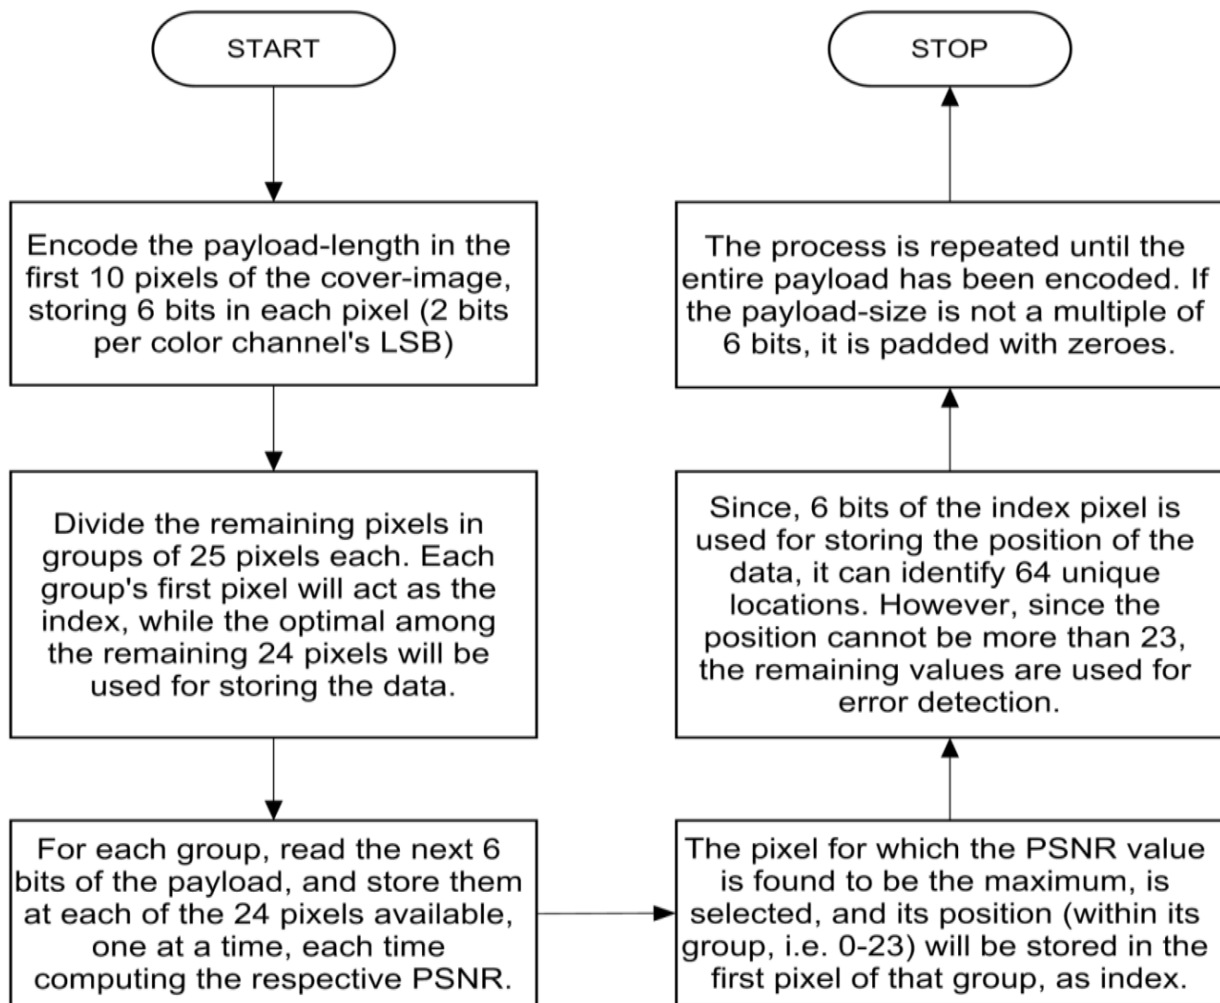 START
Encode the payload-length in the
first 10 pixels of the cover-image,
storing 6 bits in each pixel (2 bits
per color channel's LSB)
Divide the remaining pixels in
groups of 25 pixels each. Each
group's first pixel will act as the
index, while the optimal among
the remaining 24 pixels will be
used for storing the data.
For each group, read the next 6
bits of the payload, and store them
at each of the 24 pixels available,
one at a time, each time
computing the respective PSNR.
The pixel for which the PSNR value
is found to be the maximum, is
selected, and its position (within its
group, i.e. 0-23) will be stored in the
first pixel of that group, as index.
Since, 6 bits of the index pixel is
used for storing the position of the
data, it can identify 64 unique
locations. However, since the
position cannot be more than 23,
the remaining values are used for
error detection.
The process is repeated until the
entire payload has been encoded. If
the payload-size is not a multiple of
6 bits, it is padded with zeroes.
STOP